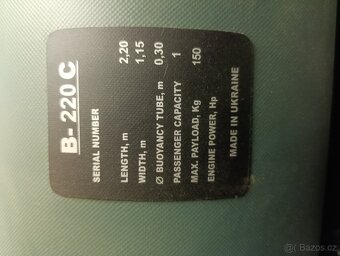 B- 220 C
SERIAL NUMBER
LENGTH, m 2,20
WIDTH, m 1,15
Ø BUOYANCY TUBE, m 0,30
PASSENGER CAPACITY 1
MAX. PAYLOAD, Kg 150
ENGINE POWER, Hp
MADE IN UKRAINE
Bazoš.cz